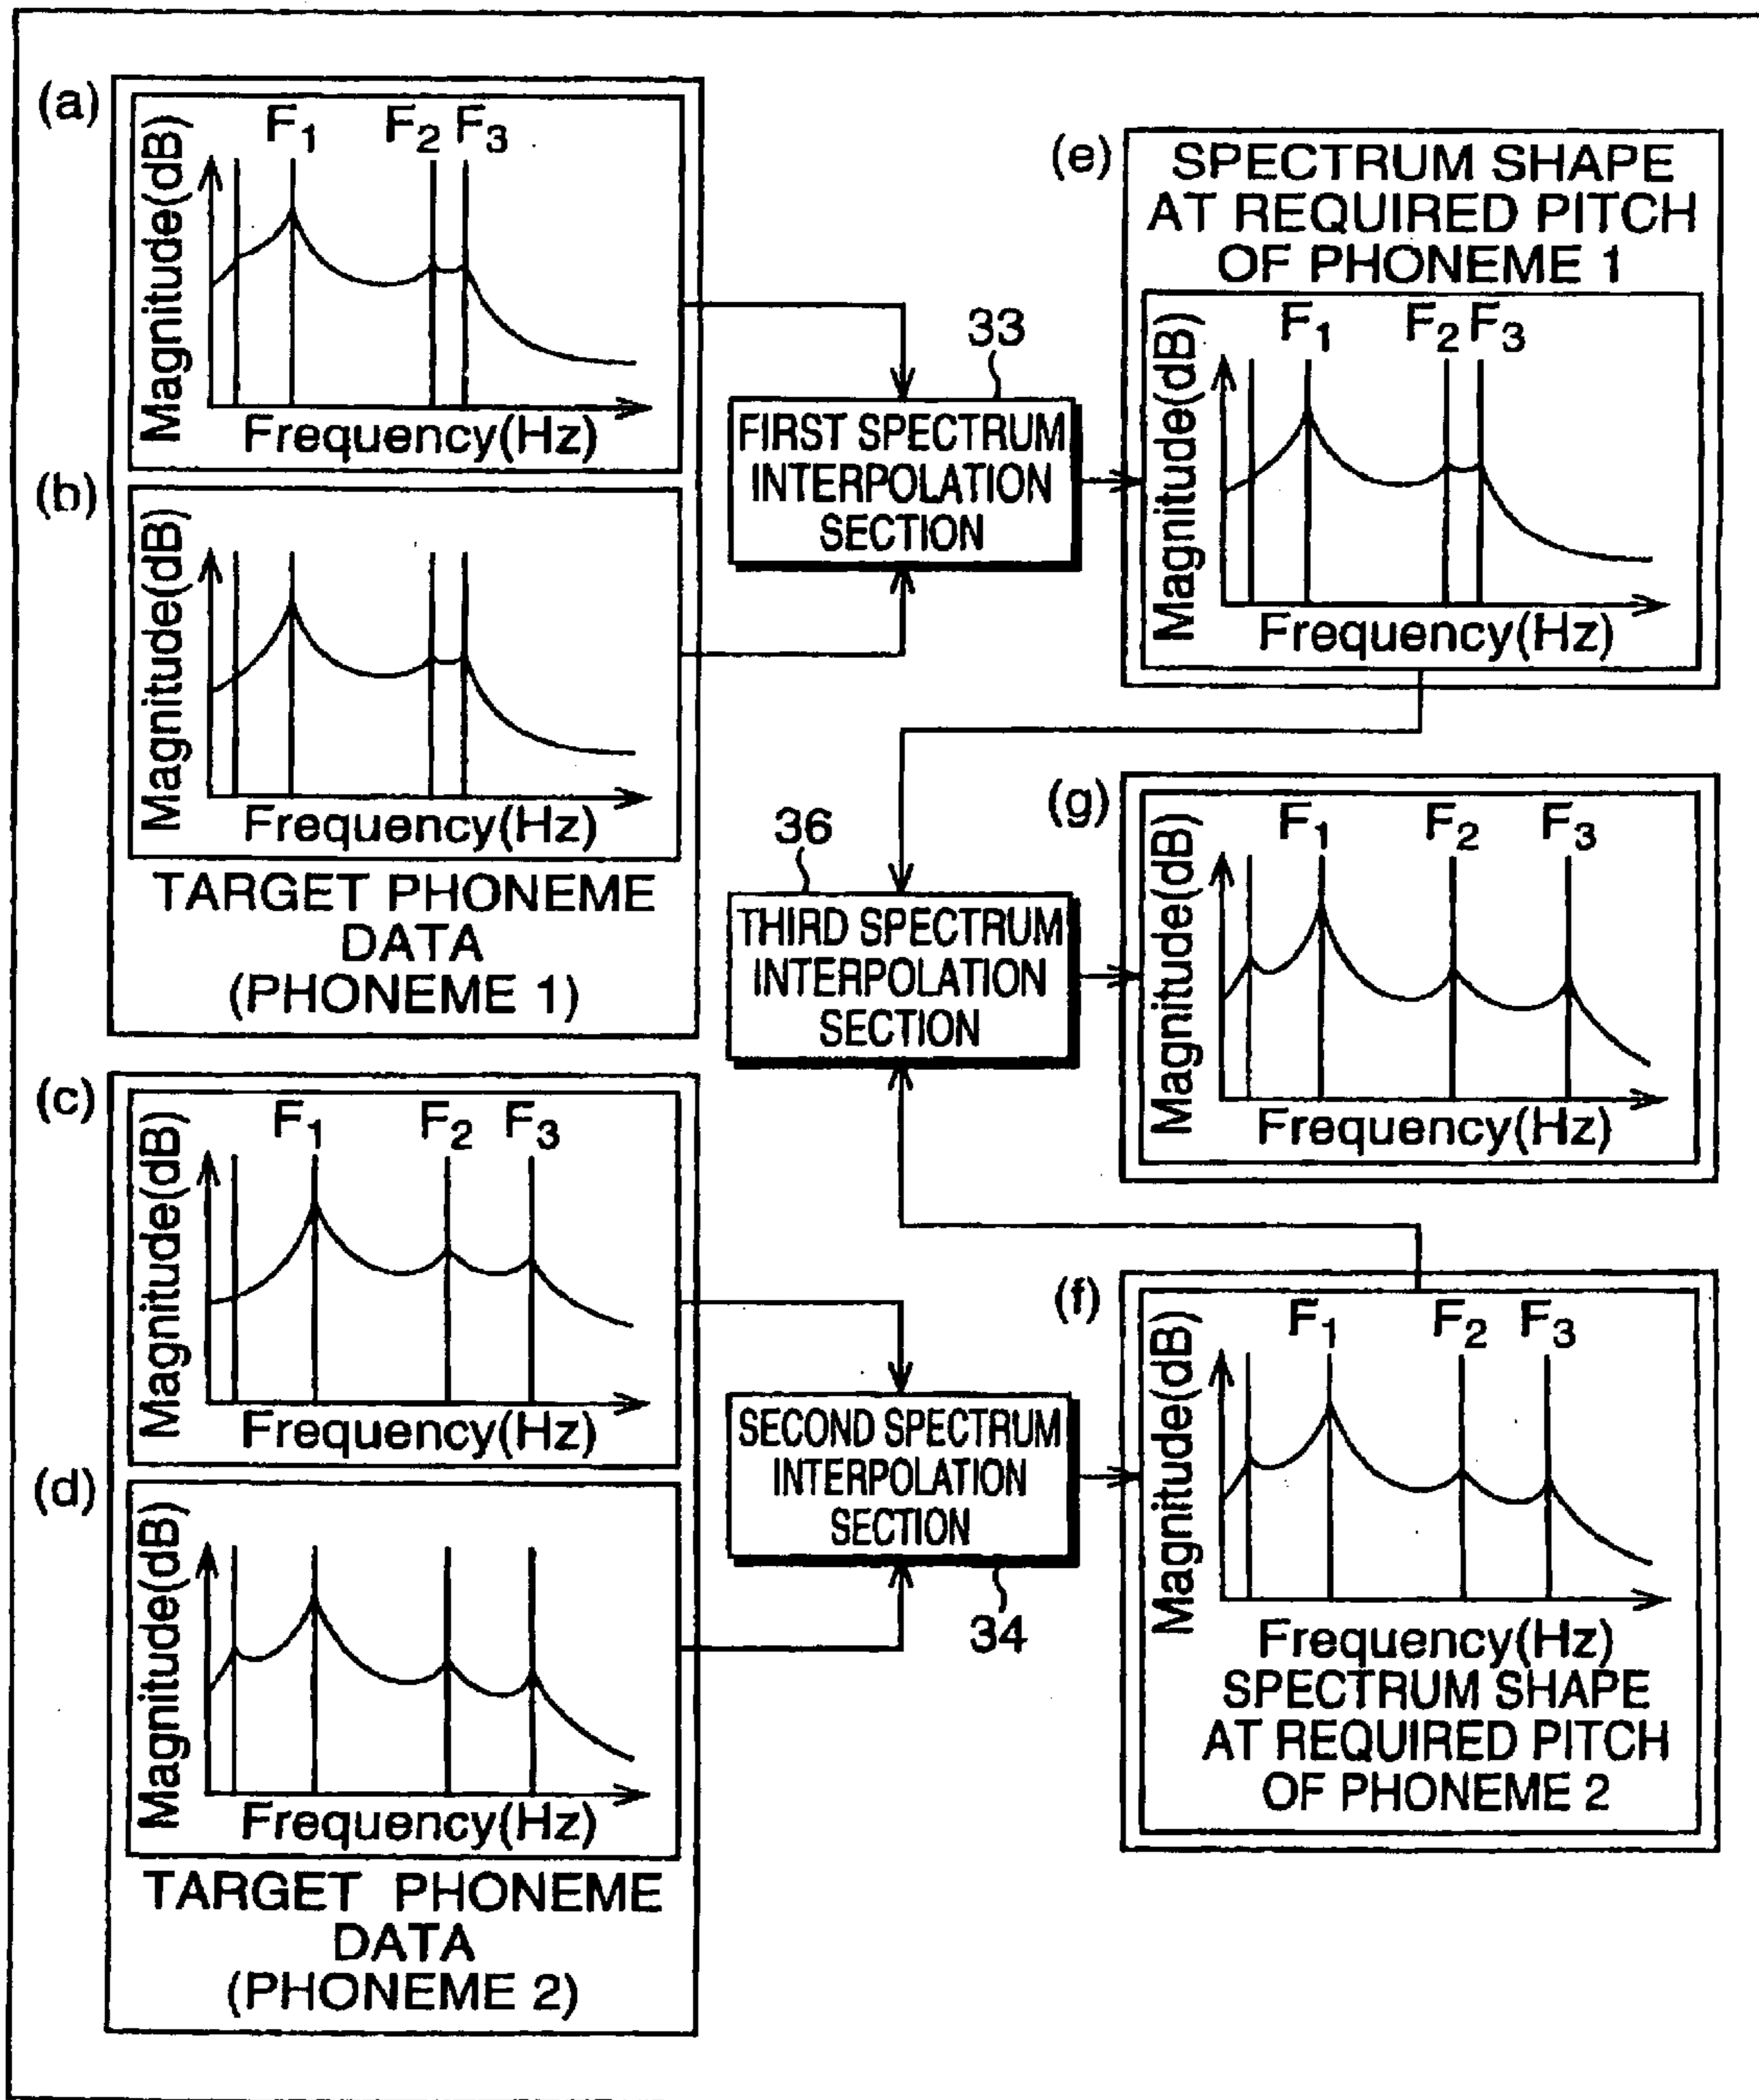 (a)
F1 F2 F3
Magnitude(dB)
Frequency(Hz)
(b)
Magnitude(dB)
Frequency(Hz)
TARGET PHONEME
DATA
(PHONEME 1)
(c)
F1 F2 F3
Magnitude(dB)
Frequency(Hz)
(d)
Magnitude(dB)
Frequency(Hz)
TARGET PHONEME
DATA
(PHONEME 2)
33
FIRST SPECTRUM
INTERPOLATION
SECTION
36
THIRD SPECTRUM
INTERPOLATION
SECTION
SECOND SPECTRUM
INTERPOLATION
SECTION
34
(e)
SPECTRUM SHAPE
AT REQUIRED PITCH
OF PHONEME 1
F1 F2 F3
Magnitude(dB)
Frequency(Hz)
(g)
F1 F2 F3
Magnitude(dB)
Frequency(Hz)
(f)
F1 F2 F3
Magnitude(dB)
Frequency(Hz)
SPECTRUM SHAPE
AT REQUIRED PITCH
OF PHONEME 2